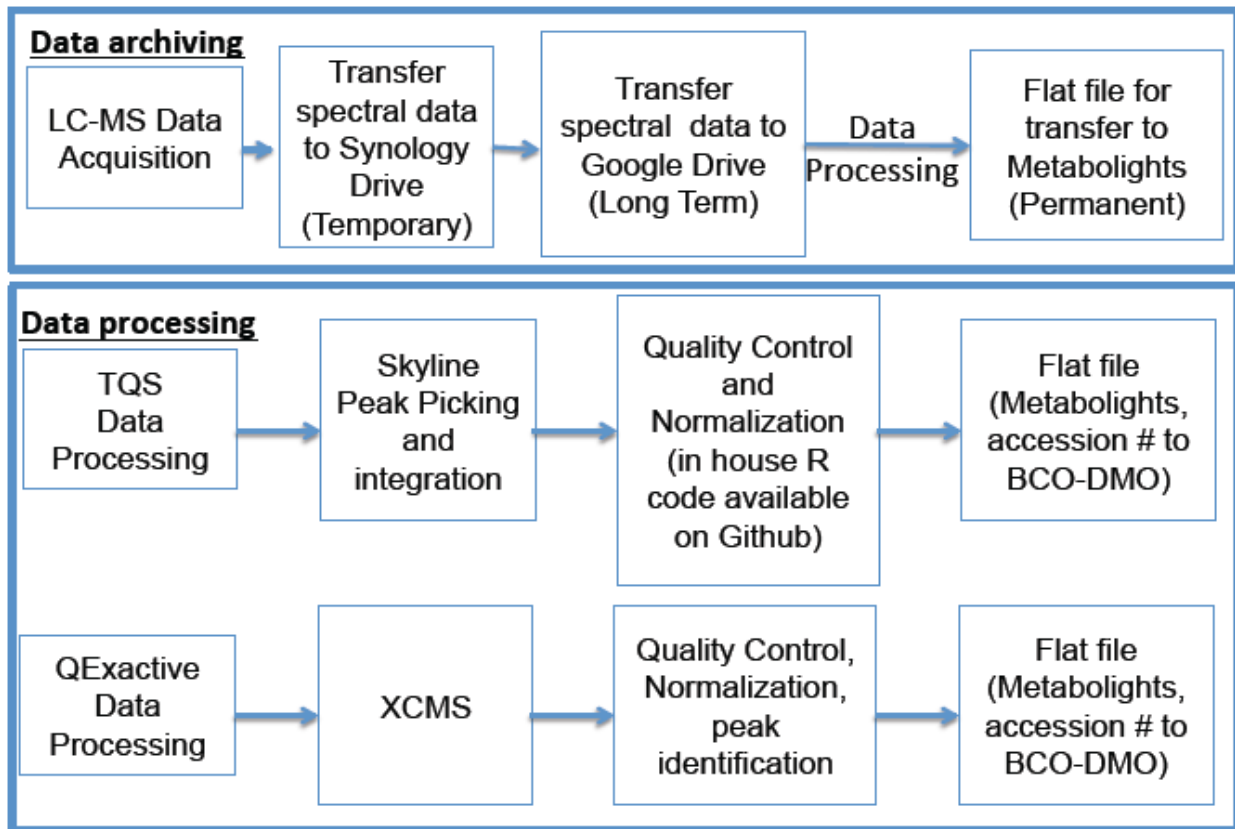 Data archiving
LC-MS Data
Acquisition
Transfer
spectral data
to Synology
Drive
(Temporary)
Transfer
spectral data to
Google Drive
(Long Term)
Data
Processing
Flat file for
transfer to
Metabolights
(Permanent)
Data processing
TQS
Data
Processing
Skyline
Peak Picking
and
integration
Quality Control
and
Normalization
(in house R
code available
on Github)
Flat file
(Metabolights,
accession # to
BCO-DMO)
QExactive
Data
Processing
XCMS
Quality Control,
Normalization,
peak
identification
Flat file
(Metabolights,
accession # to
BCO-DMO)